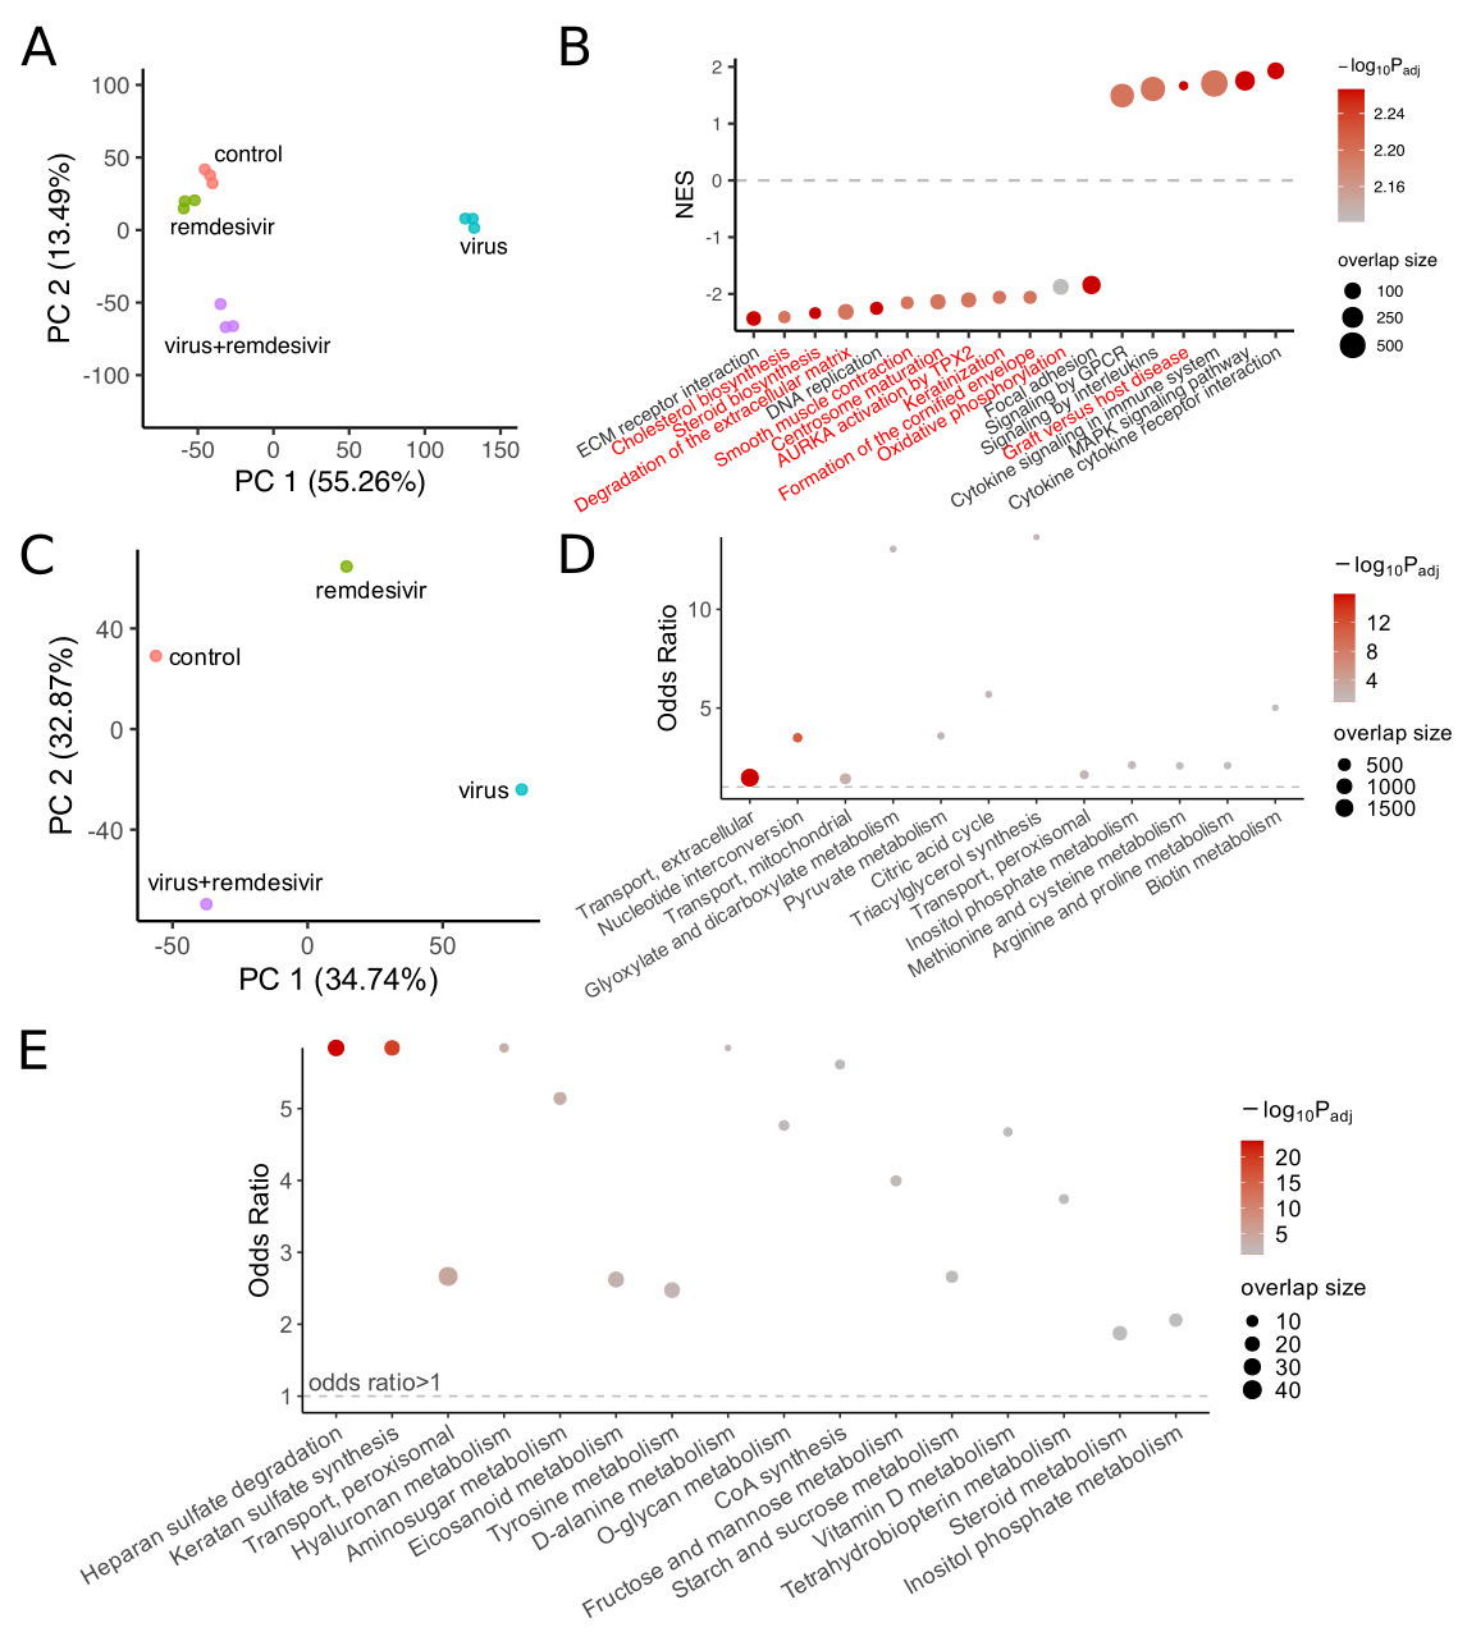 A
100
50
0
-50
-100
PC 2 (13.49%)
control
remdesivir
virus
virus+remdesivir
-50
0
50
100
150
PC 1 (55.26%)
B
2
1
0
-1
-2
NES
ECM receptor interaction
Cholesterol biosynthesis
Steroid biosynthesis
Degradation of the extracellular matrix
DNA replication
Smooth muscle contraction
Centrosome maturation
AURKA activation by TPX2
Keratinization
Formation of the cornified envelope
Oxidative phosphorylation
Focal adhesion
Signaling by GPCR
Signaling by interleukins
Graft versus host disease
Cytokine signaling in immune system
MAPK signaling pathway
Cytokine cytokine receptor interaction
−log10Padj
2.24
2.20
2.16
overlap size
100
250
500
C
40
0
-40
PC 2 (32.87%)
remdesivir
control
virus
virus+remdesivir
-50
0
50
PC 1 (34.74%)
D
10
5
Odds Ratio
Transport, extracellular
Nucleotide interconversion
Transport, mitochondrial
Glyoxylate and dicarboxylate metabolism
Pyruvate metabolism
Citric acid cycle
Triacylglycerol synthesis
Transport, peroxisomal
Inositol phosphate metabolism
Methionine and cysteine metabolism
Arginine and proline metabolism
Biotin metabolism
−log10Padj
12
8
4
overlap size
500
1000
1500
E
5
4
3
2
1
Odds Ratio
odds ratio>1
Heparan sulfate degradation
Keratan sulfate synthesis
Transport, peroxisomal
Hyaluronan metabolism
Aminosugar metabolism
Eicosanoid metabolism
Tyrosine metabolism
D-alanine metabolism
O-glycan metabolism
CoA synthesis
Fructose and mannose metabolism
Starch and sucrose metabolism
Vitamin D metabolism
Tetrahydrobiopterin metabolism
Steroid metabolism
Inositol phosphate metabolism
−log10Padj
20
15
10
5
overlap size
10
20
30
40